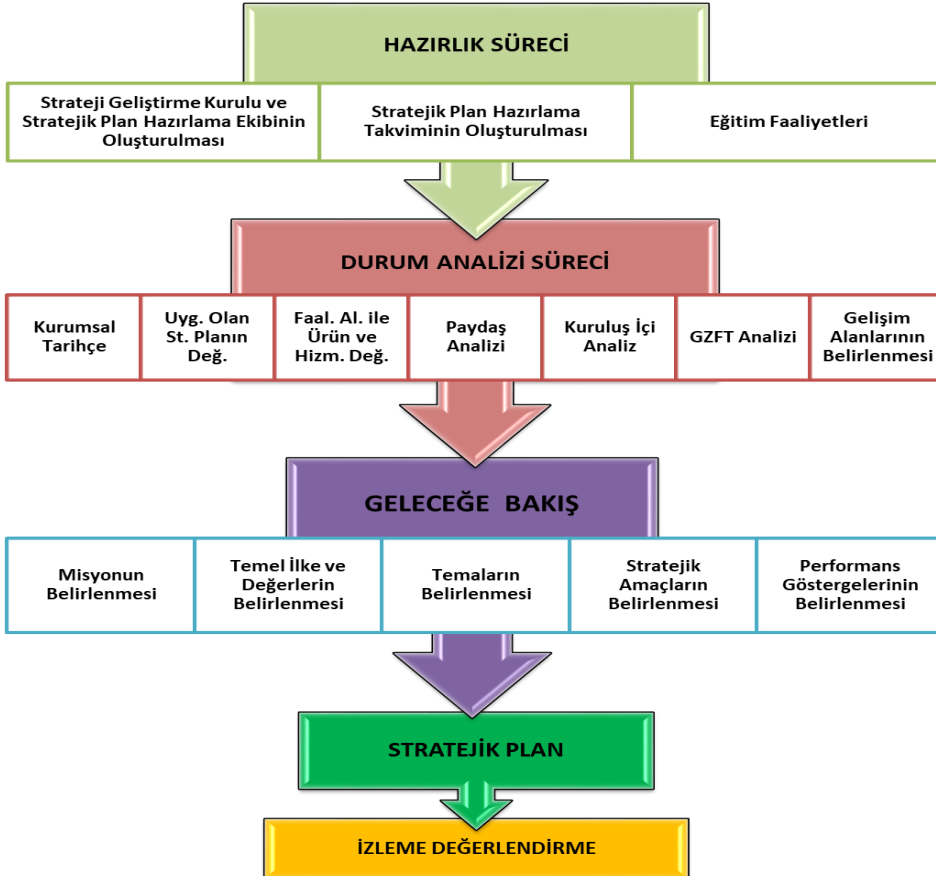 HAZIRLIK SÜRECİ
Strateji Geliştirme Kurulu ve
Stratejik Plan Hazırlama Ekibinin
Oluşturulması
Stratejik Plan Hazırlama
Takviminin Oluşturulması
Eğitim Faaliyetleri
DURUM ANALİZİ SÜRECİ
Kurumsal
Tarihçe
Uyg. Olan
St. Planın
Değ.
Faal. Al. ile
Ürün ve
Hizm. Değ.
Paydaş
Analizi
Kuruluş İçi
Analiz
GZFT Analizi
Gelişim
Alanlarının
Belirlenmesi
GELECEĞE BAKIŞ
Misyonun
Belirlenmesi
Temel İlke ve
Değerlerin
Belirlenmesi
Temaların
Belirlenmesi
Stratejik
Amaçların
Belirlenmesi
Performans
Göstergelerinin
Belirlenmesi
STRATEJİK PLAN
İZLEME DEĞERLENDİRME